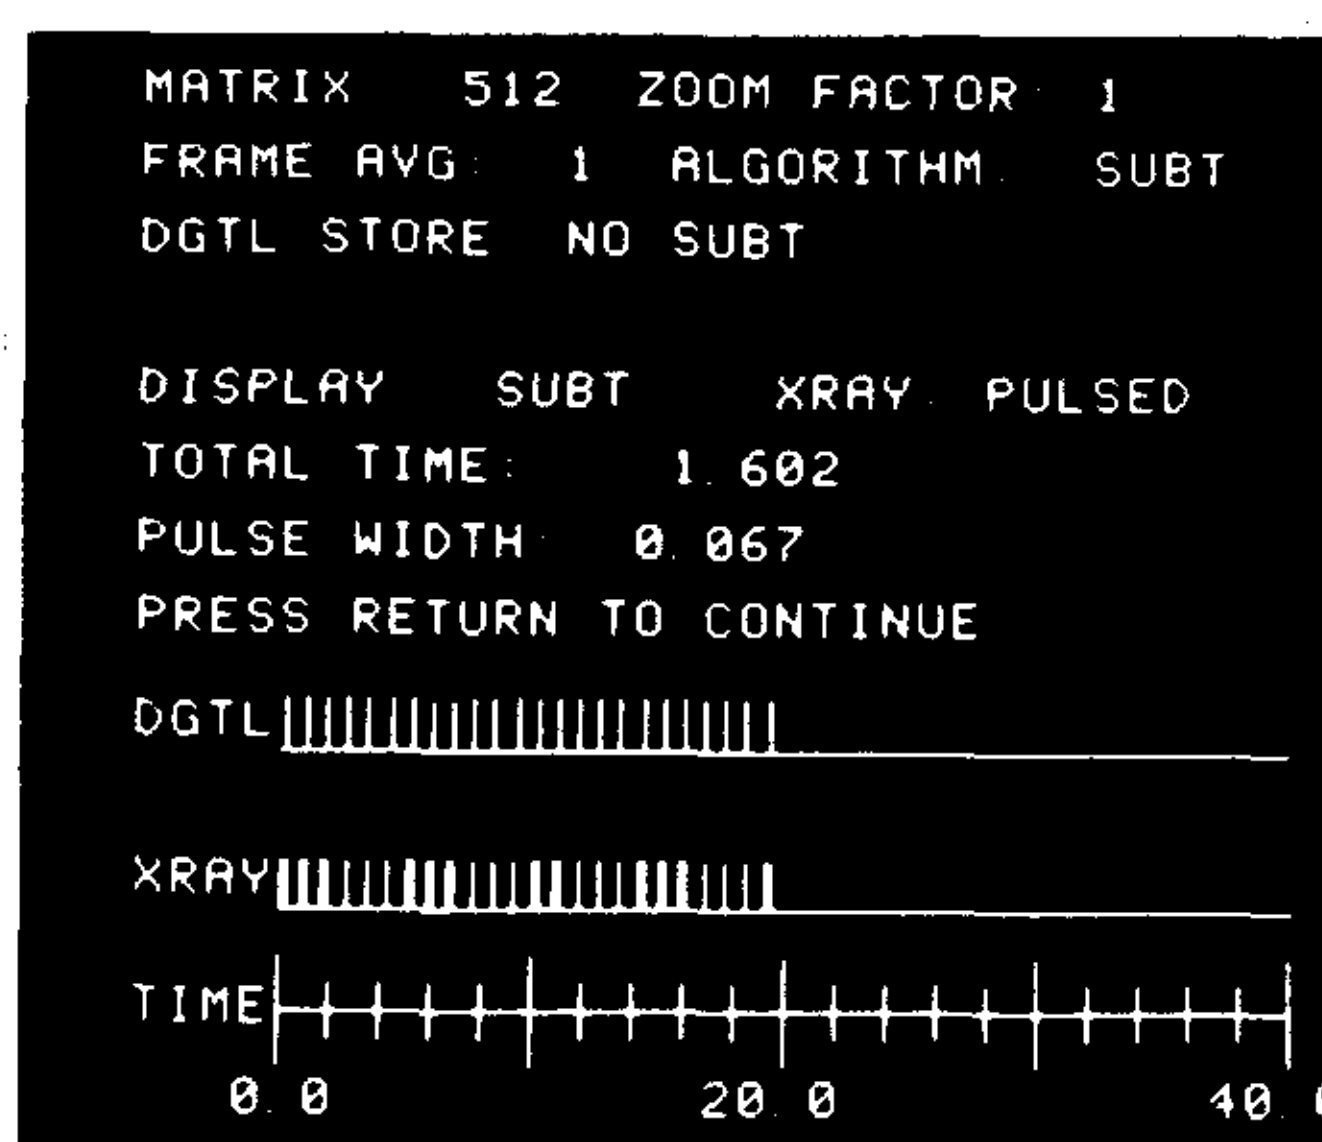 MATRIX 512 ZOOM FACTOR: 1
FRAME AVG: 1 ALGORITHM: SUBT
DGTL STORE NO SUBT
DISPLAY SUBT XRAY: PULSED
TOTAL TIME: 1.602
PULSE WIDTH: 0.067
PRESS RETURN TO CONTINUE
DGTL
XRAY
TIME
0.0 20.0 40.0